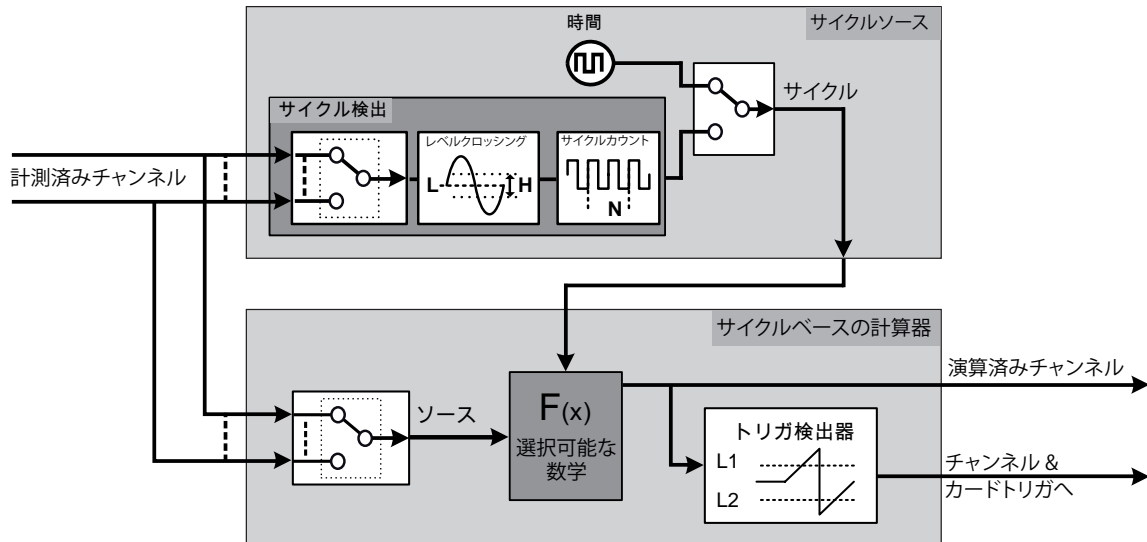 サイクルソース
時間
サイクル
サイクル検出
レベルクロッシング
サイクルカウント
L
H
N
計測済みチャンネル
サイクルベースの計算器
ソース
F(x)
選択可能な
数学
演算済みチャンネル
トリガ検出器
L1
L2
チャンネル &
カードトリガへ